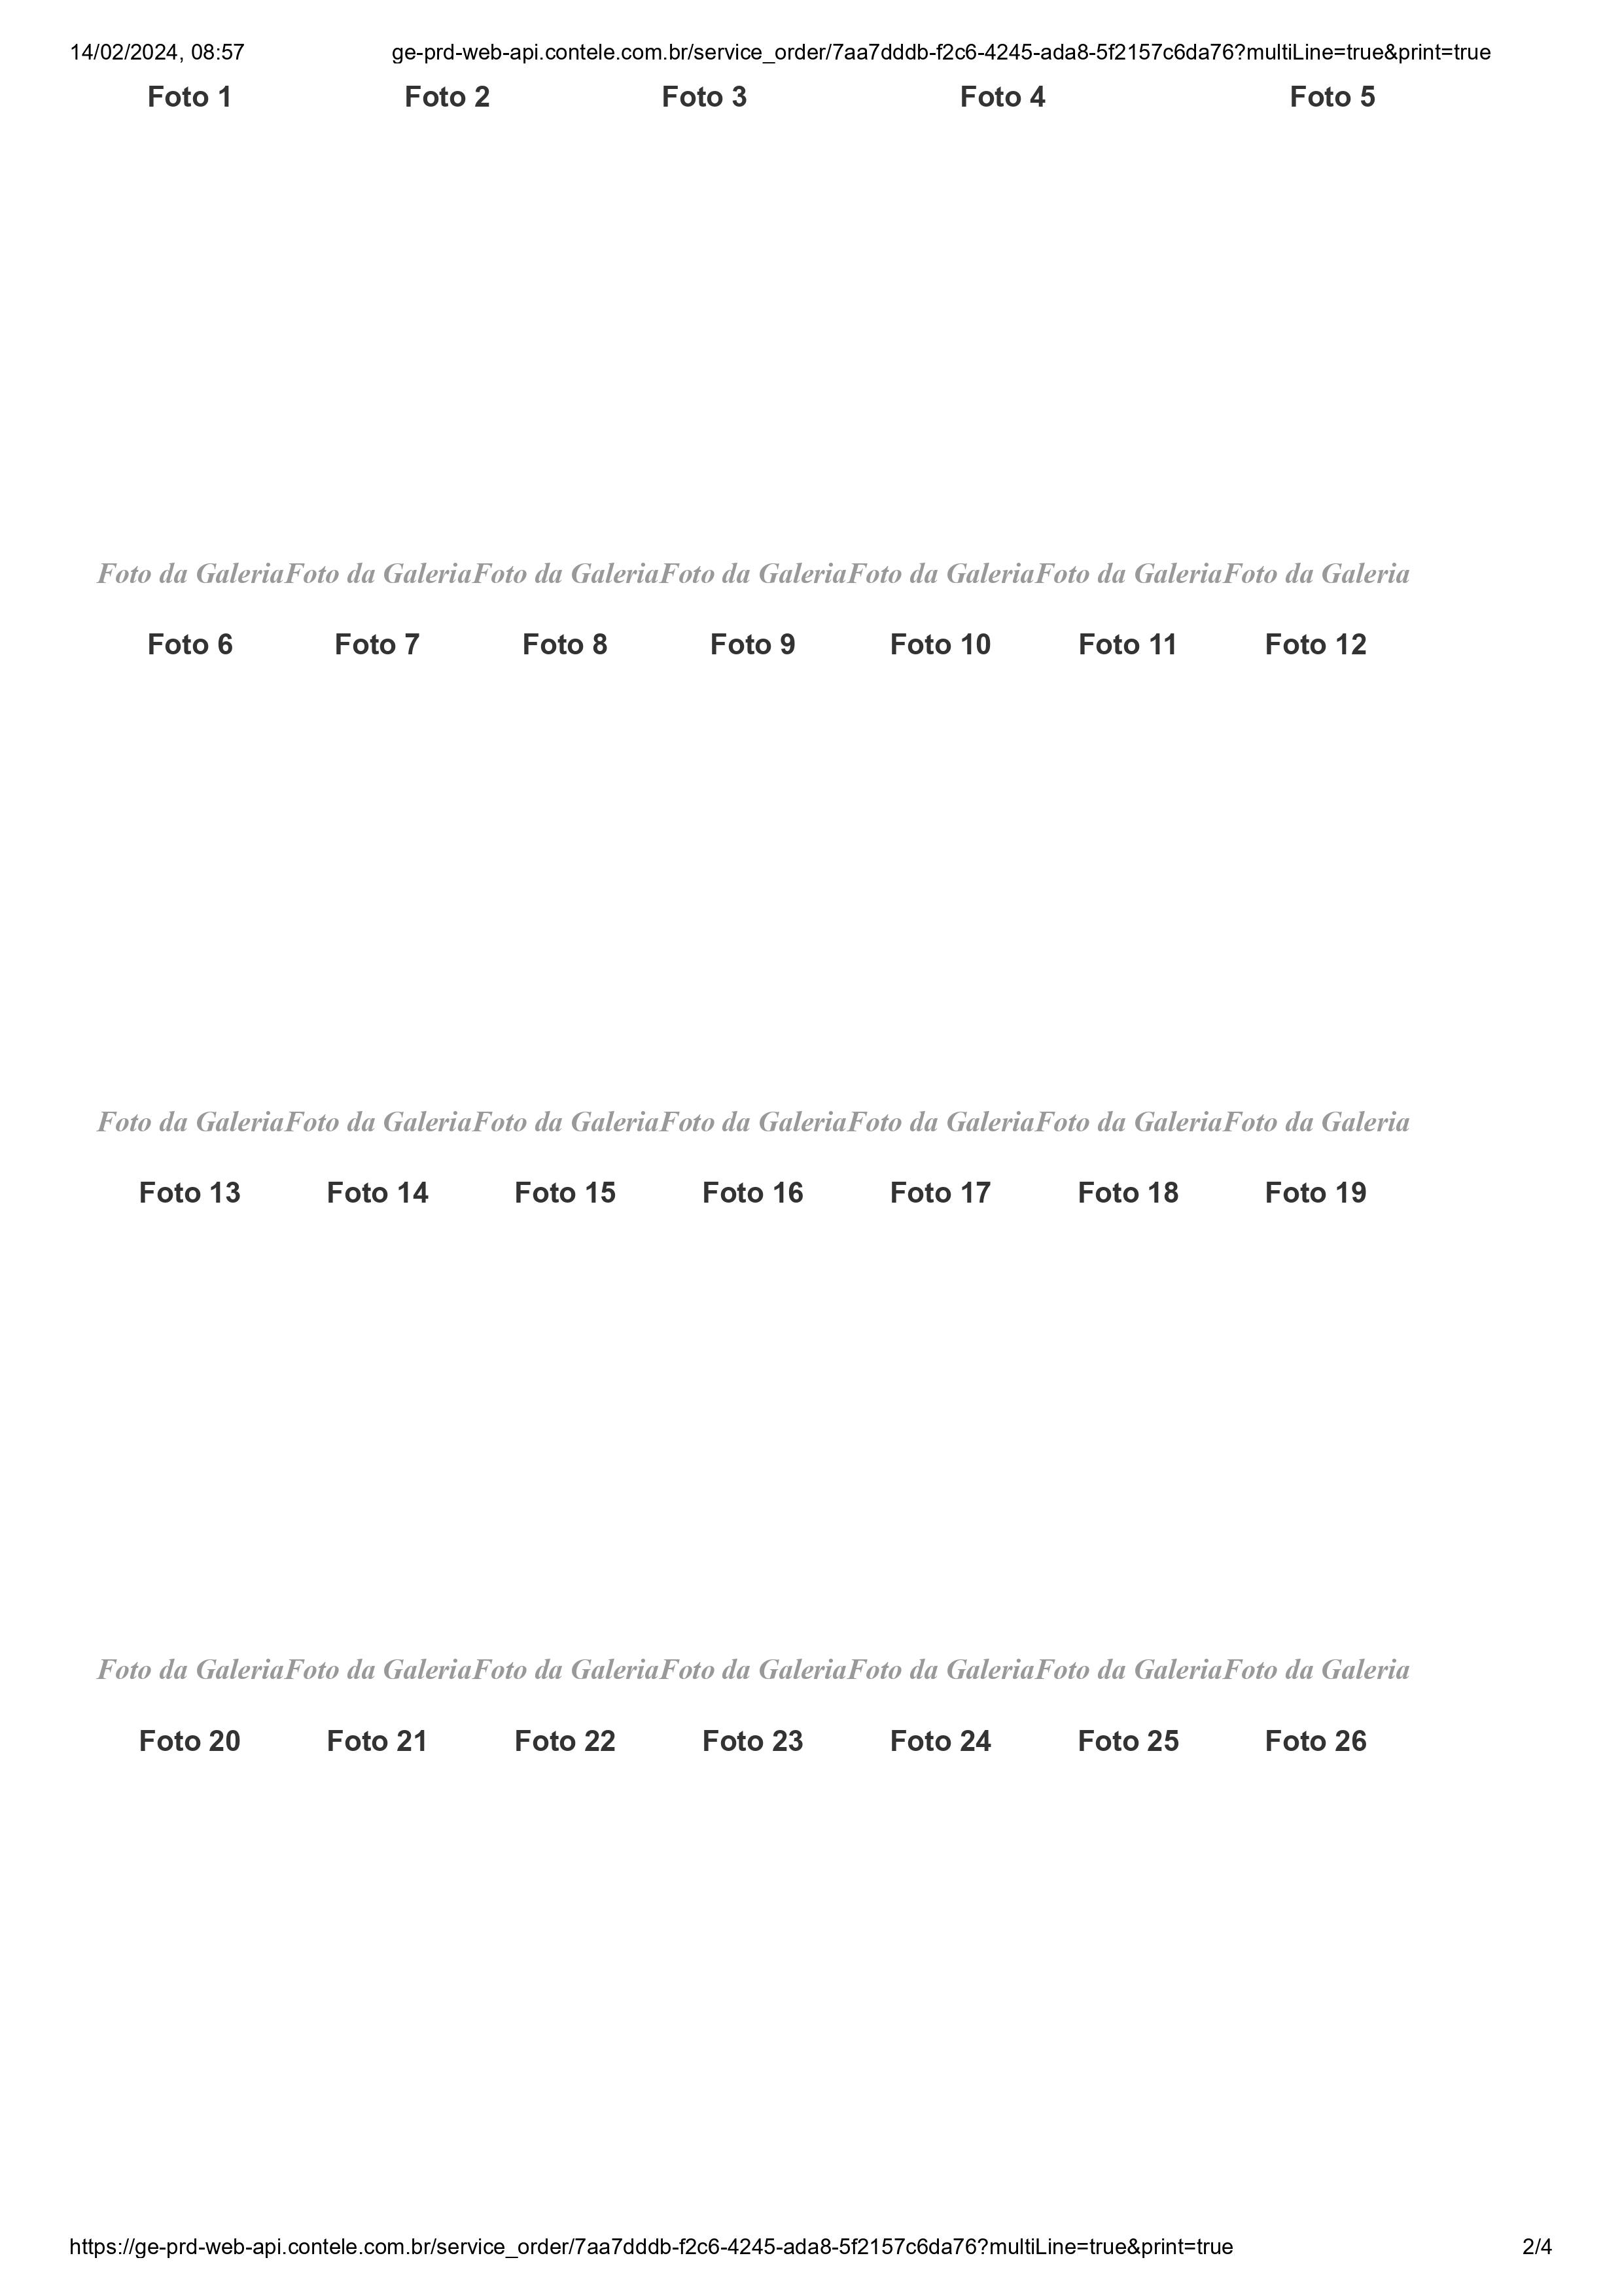 14/02/2024, 08:57 ge-prd-web-api.contele.com.br/service_order/7aa7dddb-f2c6-4245-ada8-5f2157c6da76?multiLine=true&print=true
Foto 1 Foto 2 Foto 3 Foto 4 Foto 5
Foto da GaleriaFoto da GaleriaFoto da GaleriaFoto da GaleriaFoto da GaleriaFoto da GaleriaFoto da Galeria
Foto 6 Foto 7 Foto 8 Foto 9 Foto 10 Foto 11 Foto 12
Foto da GaleriaFoto da GaleriaFoto da GaleriaFoto da GaleriaFoto da GaleriaFoto da GaleriaFoto da Galeria
Foto 13 Foto 14 Foto 15 Foto 16 Foto 17 Foto 18 Foto 19
Foto da GaleriaFoto da GaleriaFoto da GaleriaFoto da GaleriaFoto da GaleriaFoto da GaleriaFoto da Galeria
Foto 20 Foto 21 Foto 22 Foto 23 Foto 24 Foto 25 Foto 26
https://ge-prd-web-api.contele.com.br/service_order/7aa7dddb-f2c6-4245-ada8-5f2157c6da76?multiLine=true&print=true 2/4